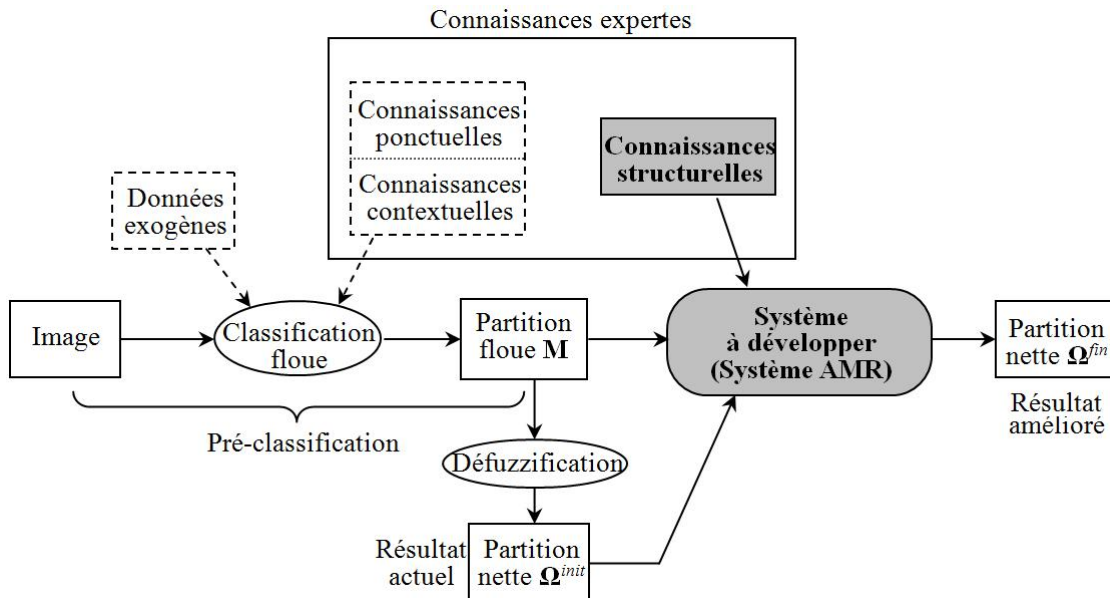 Connaissances expertes
Connaissances
ponctuelles
Connaissances
contextuelles
Connaissances
structurelles
Données
exogènes
Image
Classification
floue
Partition
floue M
Système
à développer
(Système AMR)
Partition
nette Ω^fin
Résultat
amélioré
Pré-classification
Défuzzification
Résultat
actuel
Partition
nette Ω^init